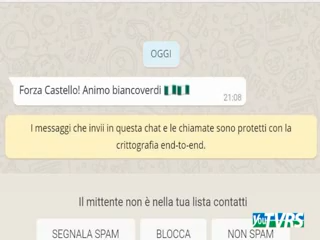 OGGI
Forza Castello! Animo biancoverdi
21:08
I messaggi che invii in questa chat e le chiamate sono protetti con la
crittografia end-to-end.
Il mittente non è nella tua lista contatti
SEGNALA SPAM BLOCCA NON SPAM
YouTVRS